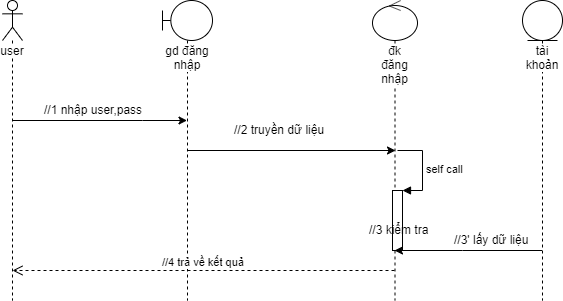 user
gd đăng
nhập
đk
đăng
nhập
tài
khoản
//1 nhập user,pass
//2 truyền dữ liệu
self call
//3 kiểm tra
//3' lấy dữ liệu
//4 trả về kết quả